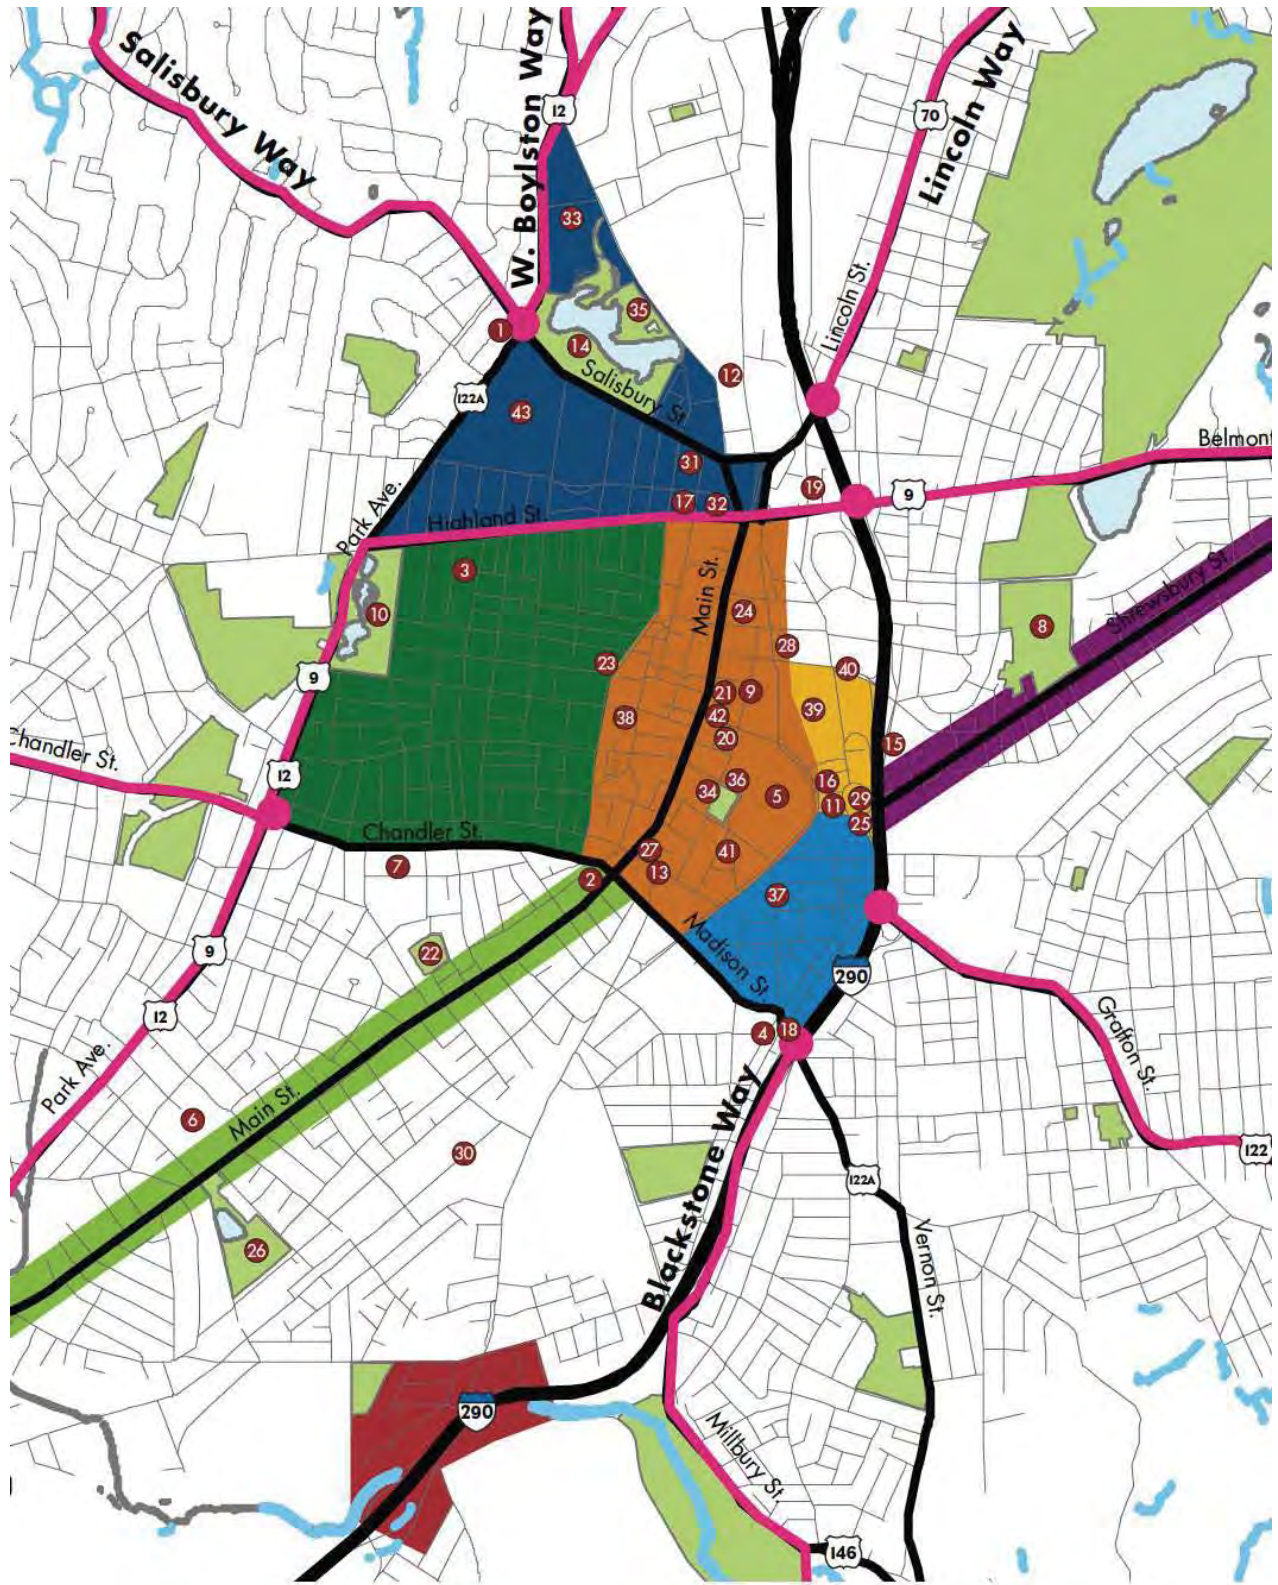 Salisbury Way
W. Boylston Way
12
70
Lincoln Way
33
35
1
14
Salisbury St.
Lincoln St.
12
122A
43
31
19
9
Belmont
17
32
Park Ave.
Highland St.
3
10
Main St.
24
28
8
Shrewsbury St.
23
40
9
21
9
38
42
39
20
15
Chandler St.
12
36
16
34
5
29
11
25
Chandler St.
27
41
7
13
2
37
Madison St.
22
9
290
12
4
18
Grafton St.
Park Ave.
Main St.
6
30
122
Blackstone Way
122A
Vernon St.
26
290
Millbury St.
146